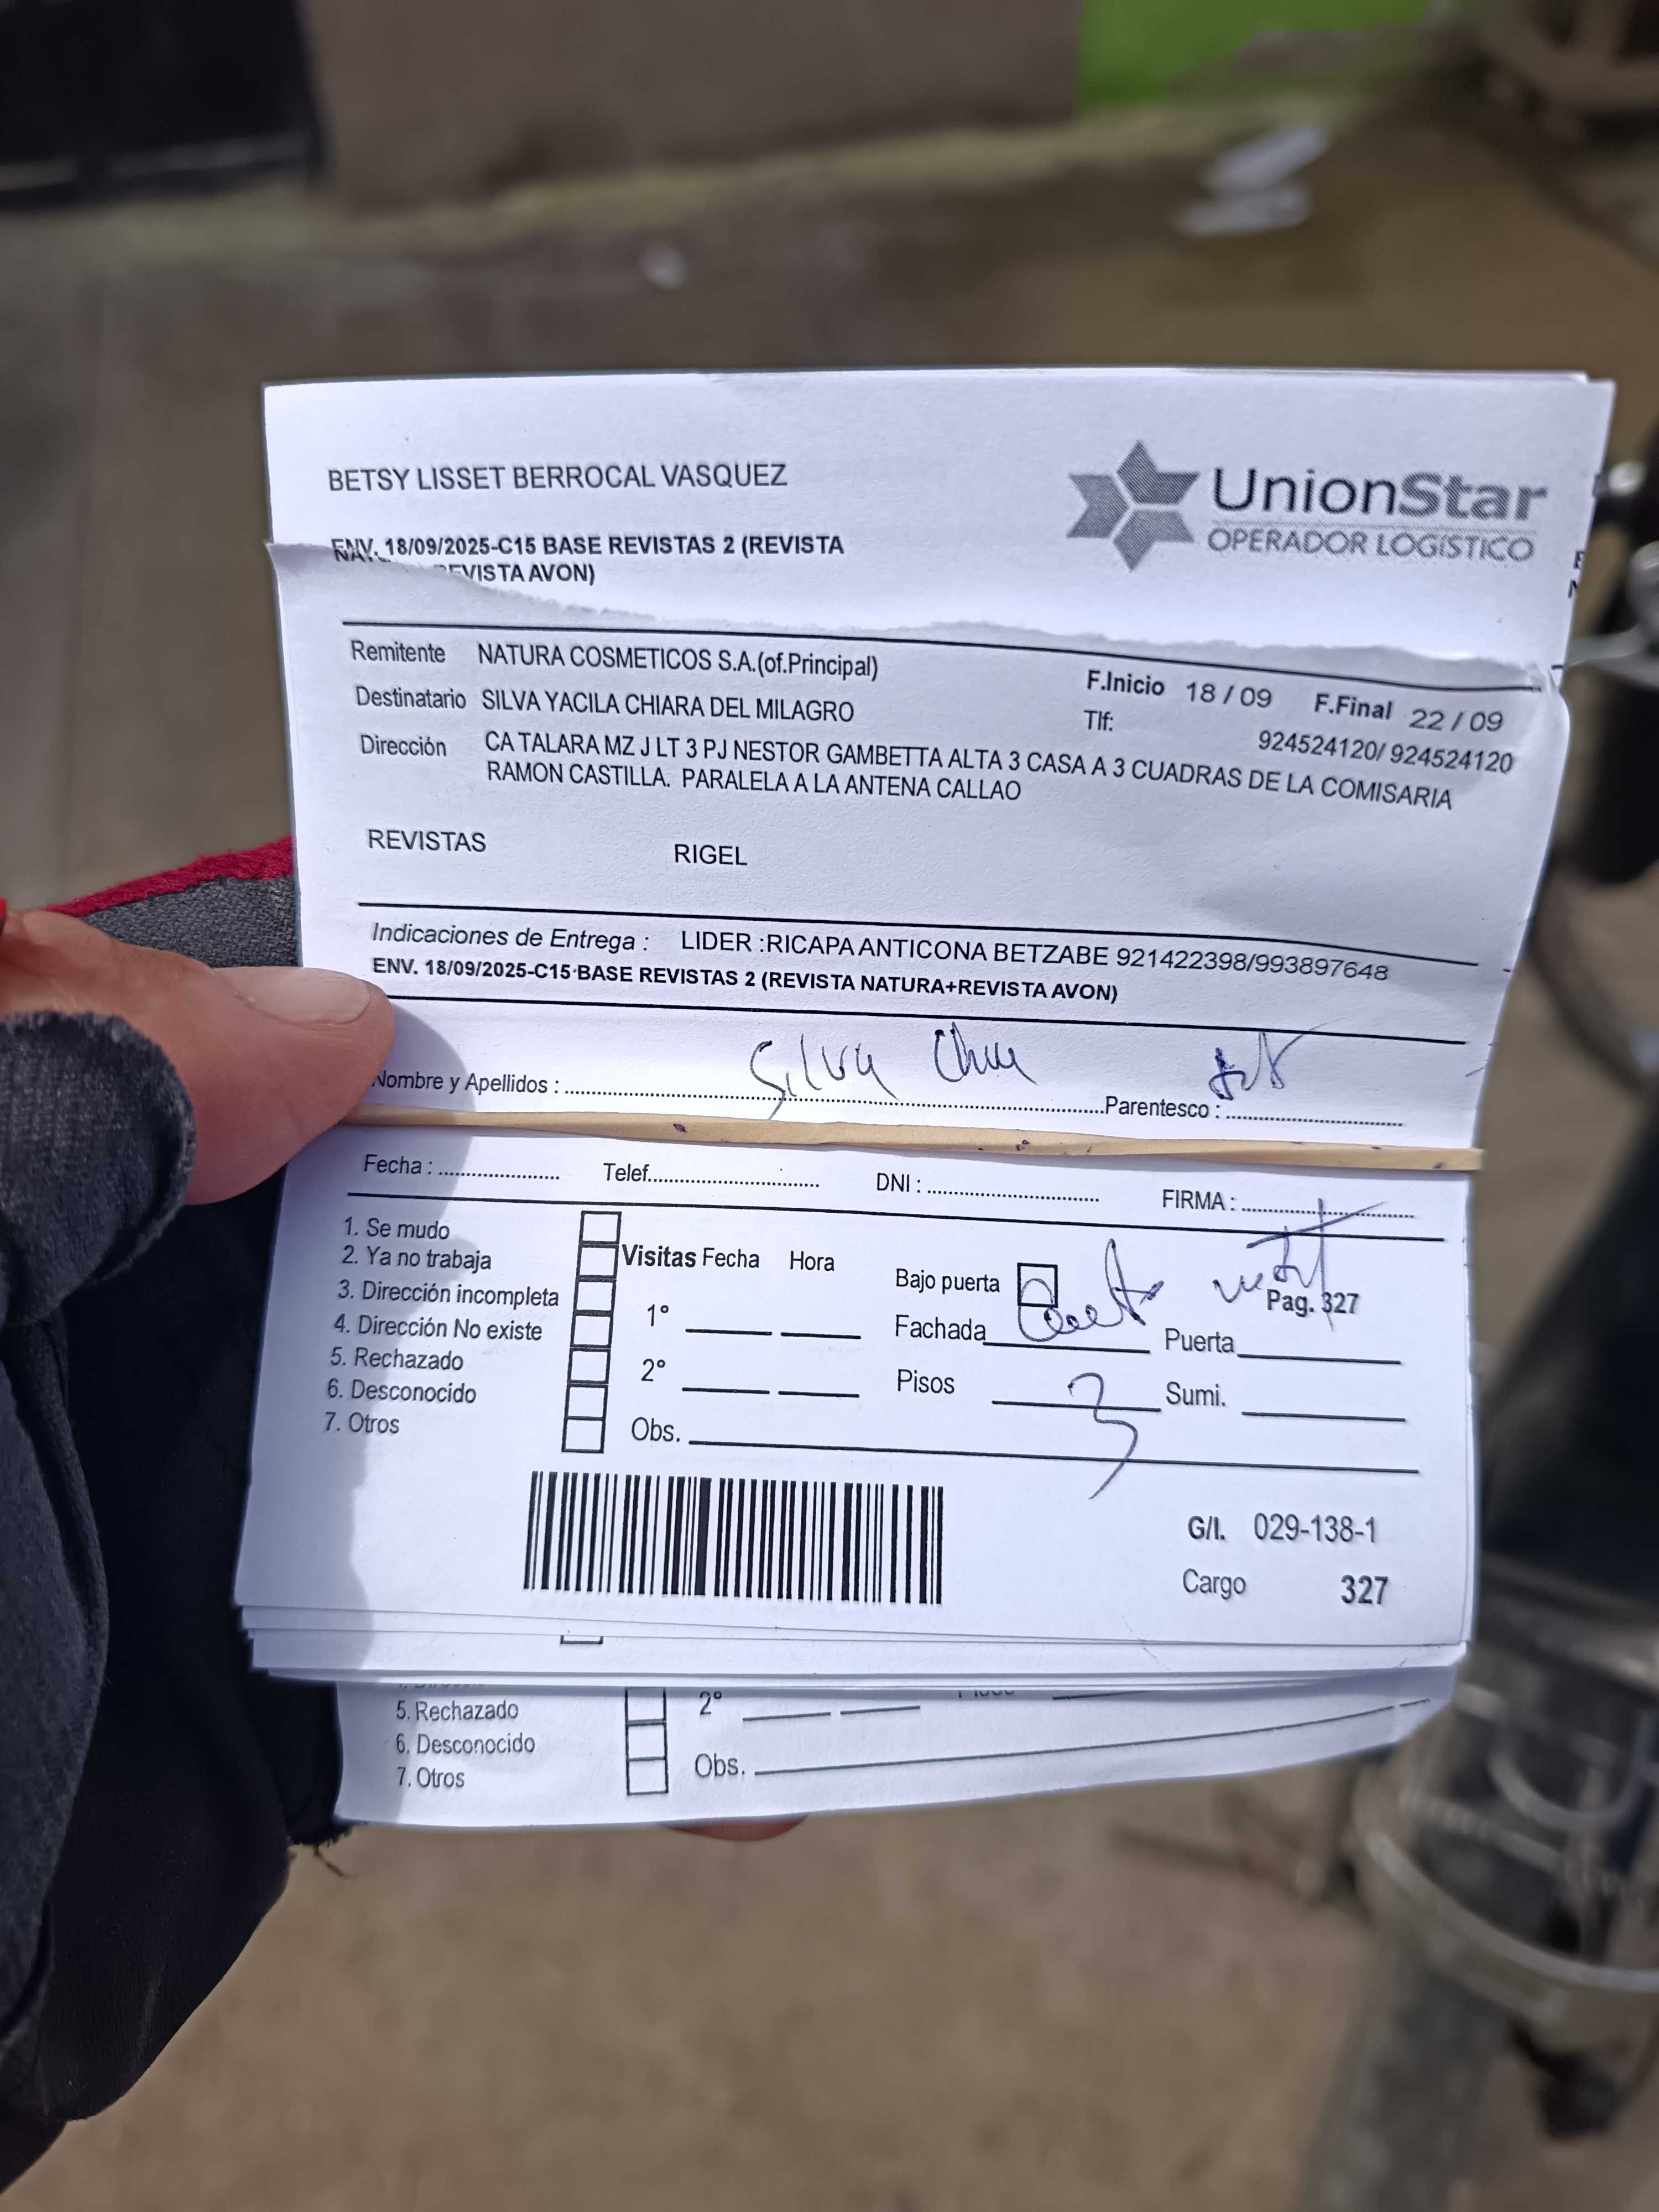 BETSY LISSET BERROCAL VASQUEZ
UnionStar
OPERADOR LOGÍSTICO
ENV. 18/09/2025-C15 BASE REVISTAS 2 (REVISTA
REVISTA AVON)
Remitente NATURA COSMETICOS S.A.(of.Principal)
F.Inicio 18 / 09 F.Final 22 / 09
Destinatario SILVA YACILA CHIARA DEL MILAGRO
Tlf: 924524120/ 924524120
Dirección CA TALARA MZ J LT 3 PJ NESTOR GAMBETTA ALTA 3 CASA A 3 CUADRAS DE LA COMISARIA
RAMON CASTILLA. PARALELA A LA ANTENA CALLAO
REVISTAS RIGEL
Indicaciones de Entrega : LIDER :RICAPA ANTICONA BETZABE 921422398/993897648
ENV. 18/09/2025-C15 BASE REVISTAS 2 (REVISTA NATURA+REVISTA AVON)
Nombre y Apellidos : Silva Parentesco :
Fecha : Telef. DNI : FIRMA :
1. Se mudo
2. Ya no trabaja
3. Dirección incompleta
4. Dirección No existe
5. Rechazado
6. Desconocido
7. Otros
Visitas Fecha Hora
1°
2°
Obs.
Bajo puerta
Pag. 327
Fachada Puerta
Pisos 3 Sumi.
G/I. 029-138-1
Cargo 327
5. Rechazado
6. Desconocido
7. Otros
2°
Obs.